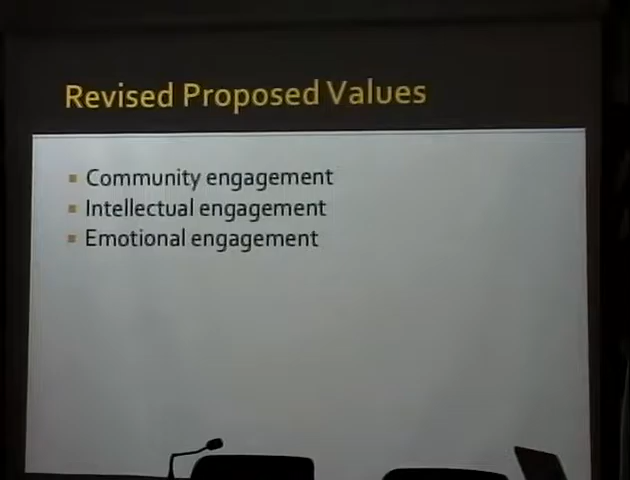 Revised Proposed Values
Community engagement
Intellectual engagement
Emotional engagement